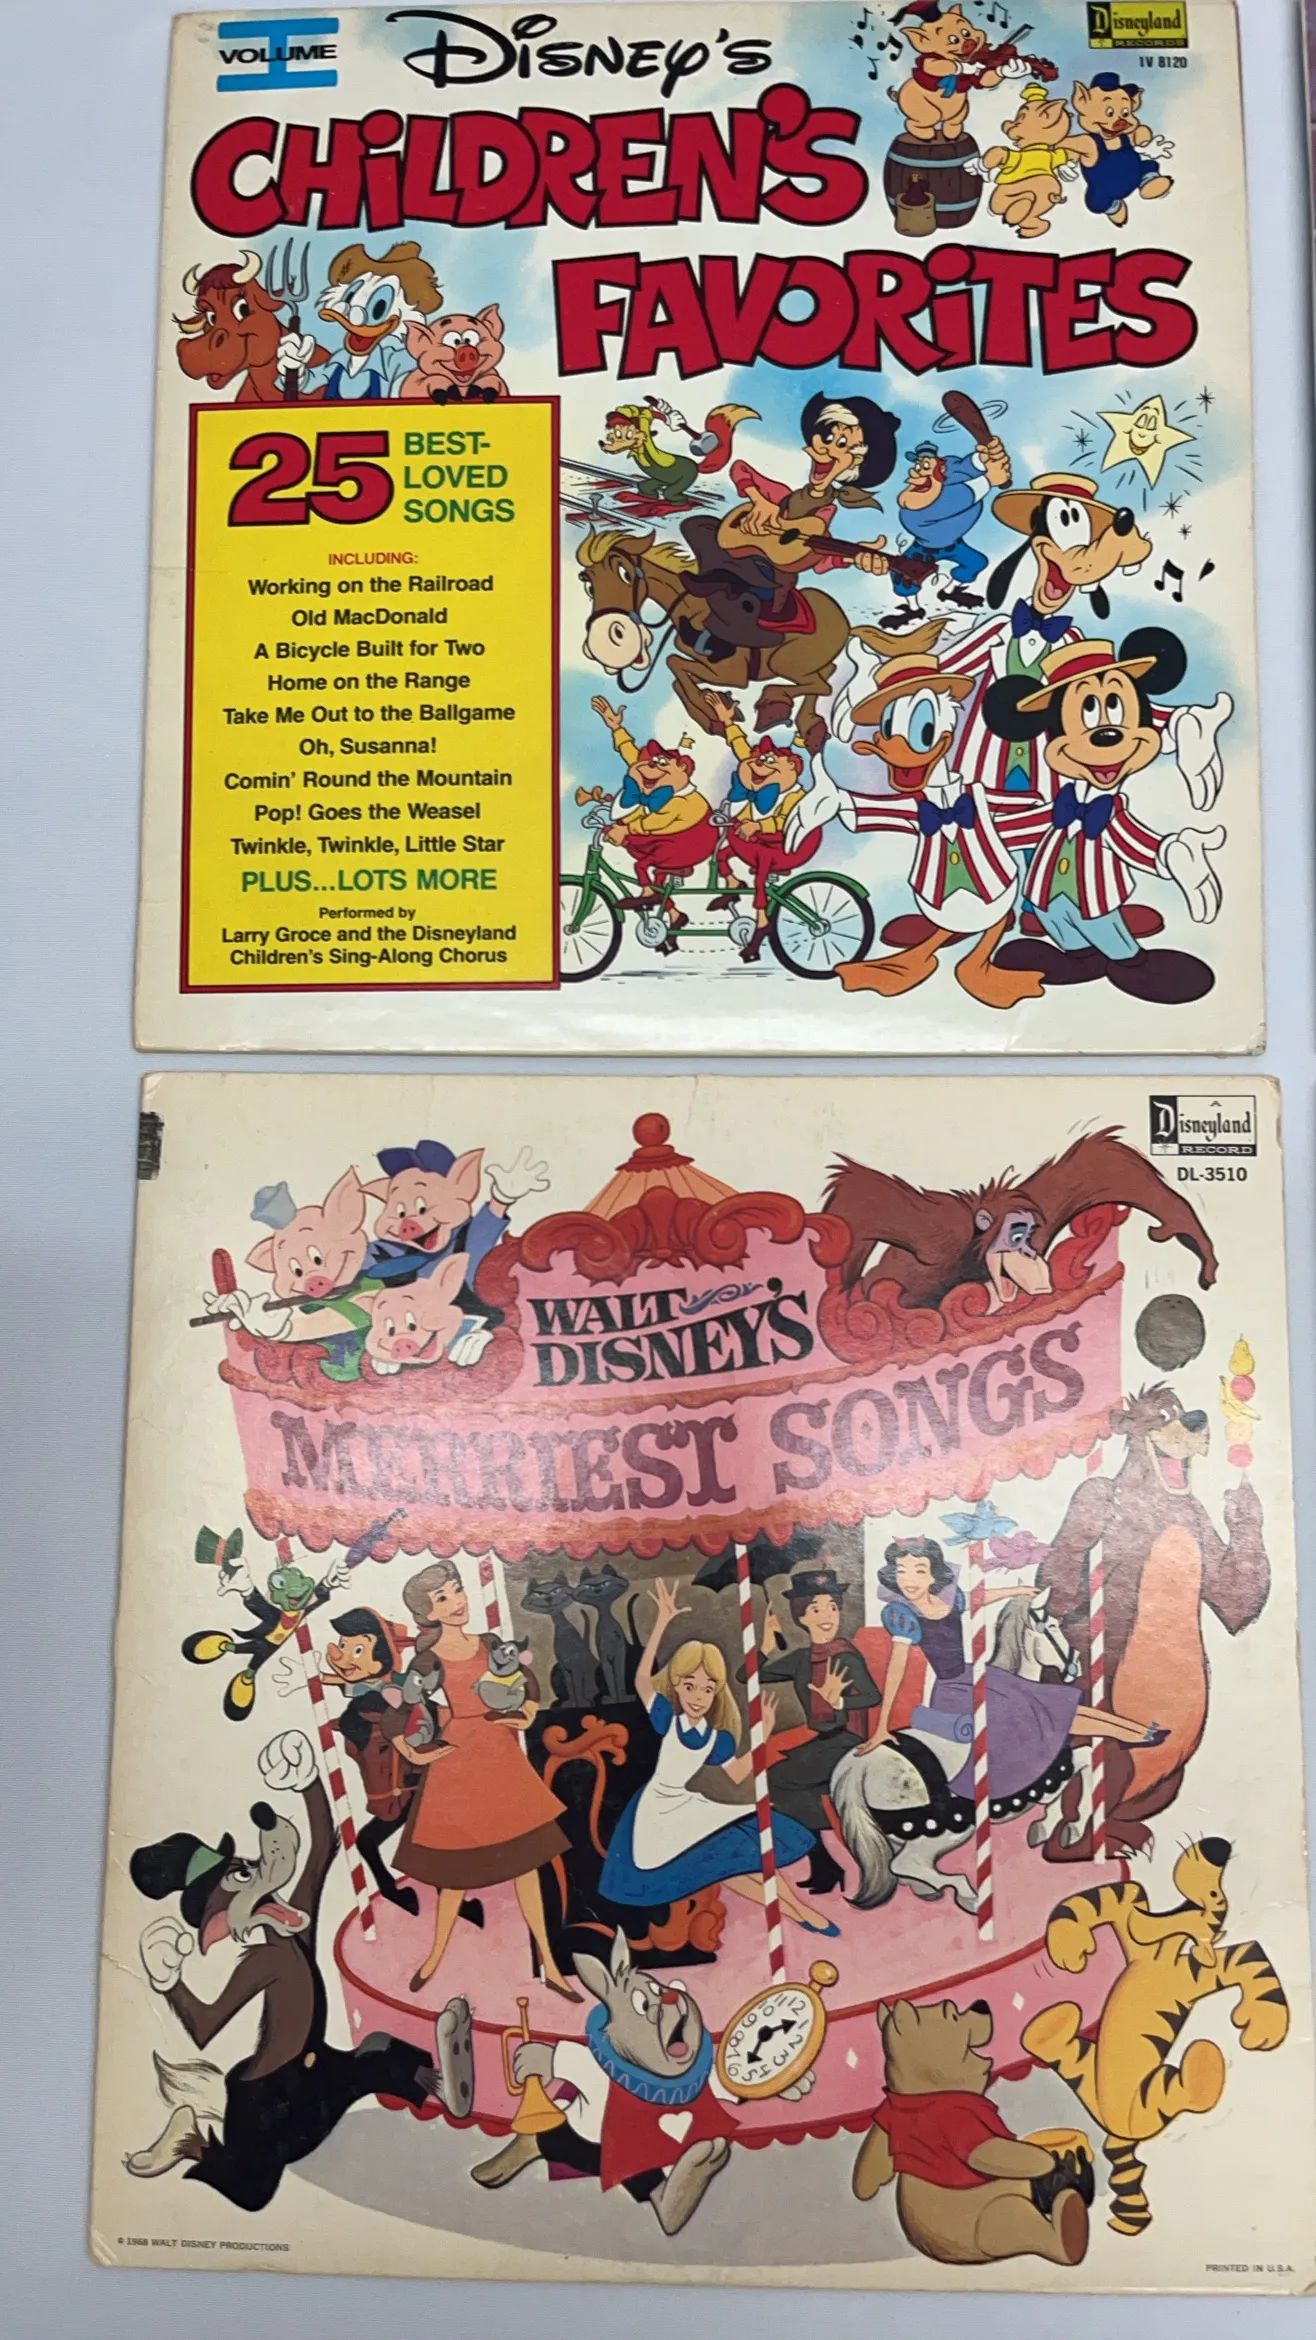 VOLUME
I
DiSNEY'S
CHiLDREN'S
FAVORiTES
Disneyland
RECORDS
1V 8120
25
BEST-
LOVED
SONGS
INCLUDING:
Working on the Railroad
Old MacDonald
A Bicycle Built for Two
Home on the Range
Take Me Out to the Ballgame
Oh, Susanna!
Comin' Round the Mountain
Pop! Goes the Weasel
Twinkle, Twinkle, Little Star
PLUS...LOTS MORE
Performed by
Larry Groce and the Disneyland
Children's Sing-Along Chorus
A
Disneyland
RECORD
DL-3510
WALT
DISNEY'S
MERRIEST SONGS
© 1968 WALT DISNEY PRODUCTIONS
PRINTED IN U.S.A.